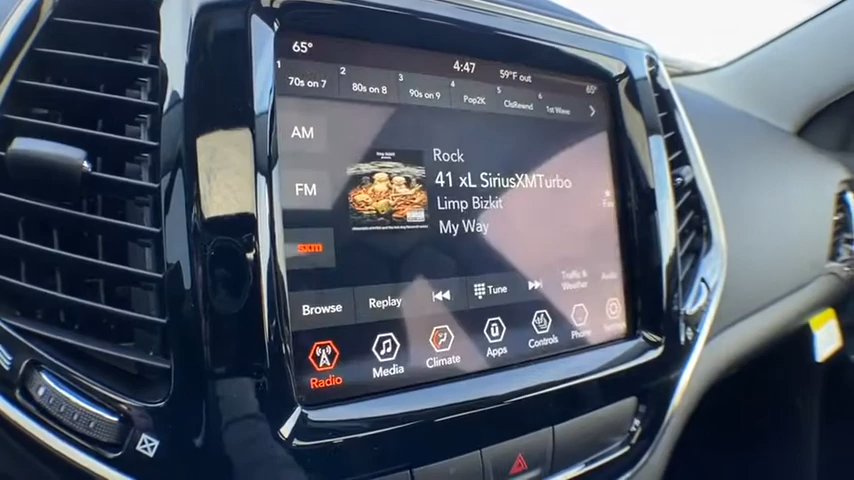 65° 4:47 59°F out 65°
1 70s on 7 2 80s on 8 3 90s on 9 4 Pop2K 5 ClsRewnd 6 1st Wave
AM
FM
sxm
Rock
41 xL SiriusXMTurbo
Limp Bizkit
My Way
Browse Replay Tune Traffic & Weather Audio
Radio Media Climate Apps Controls Phone